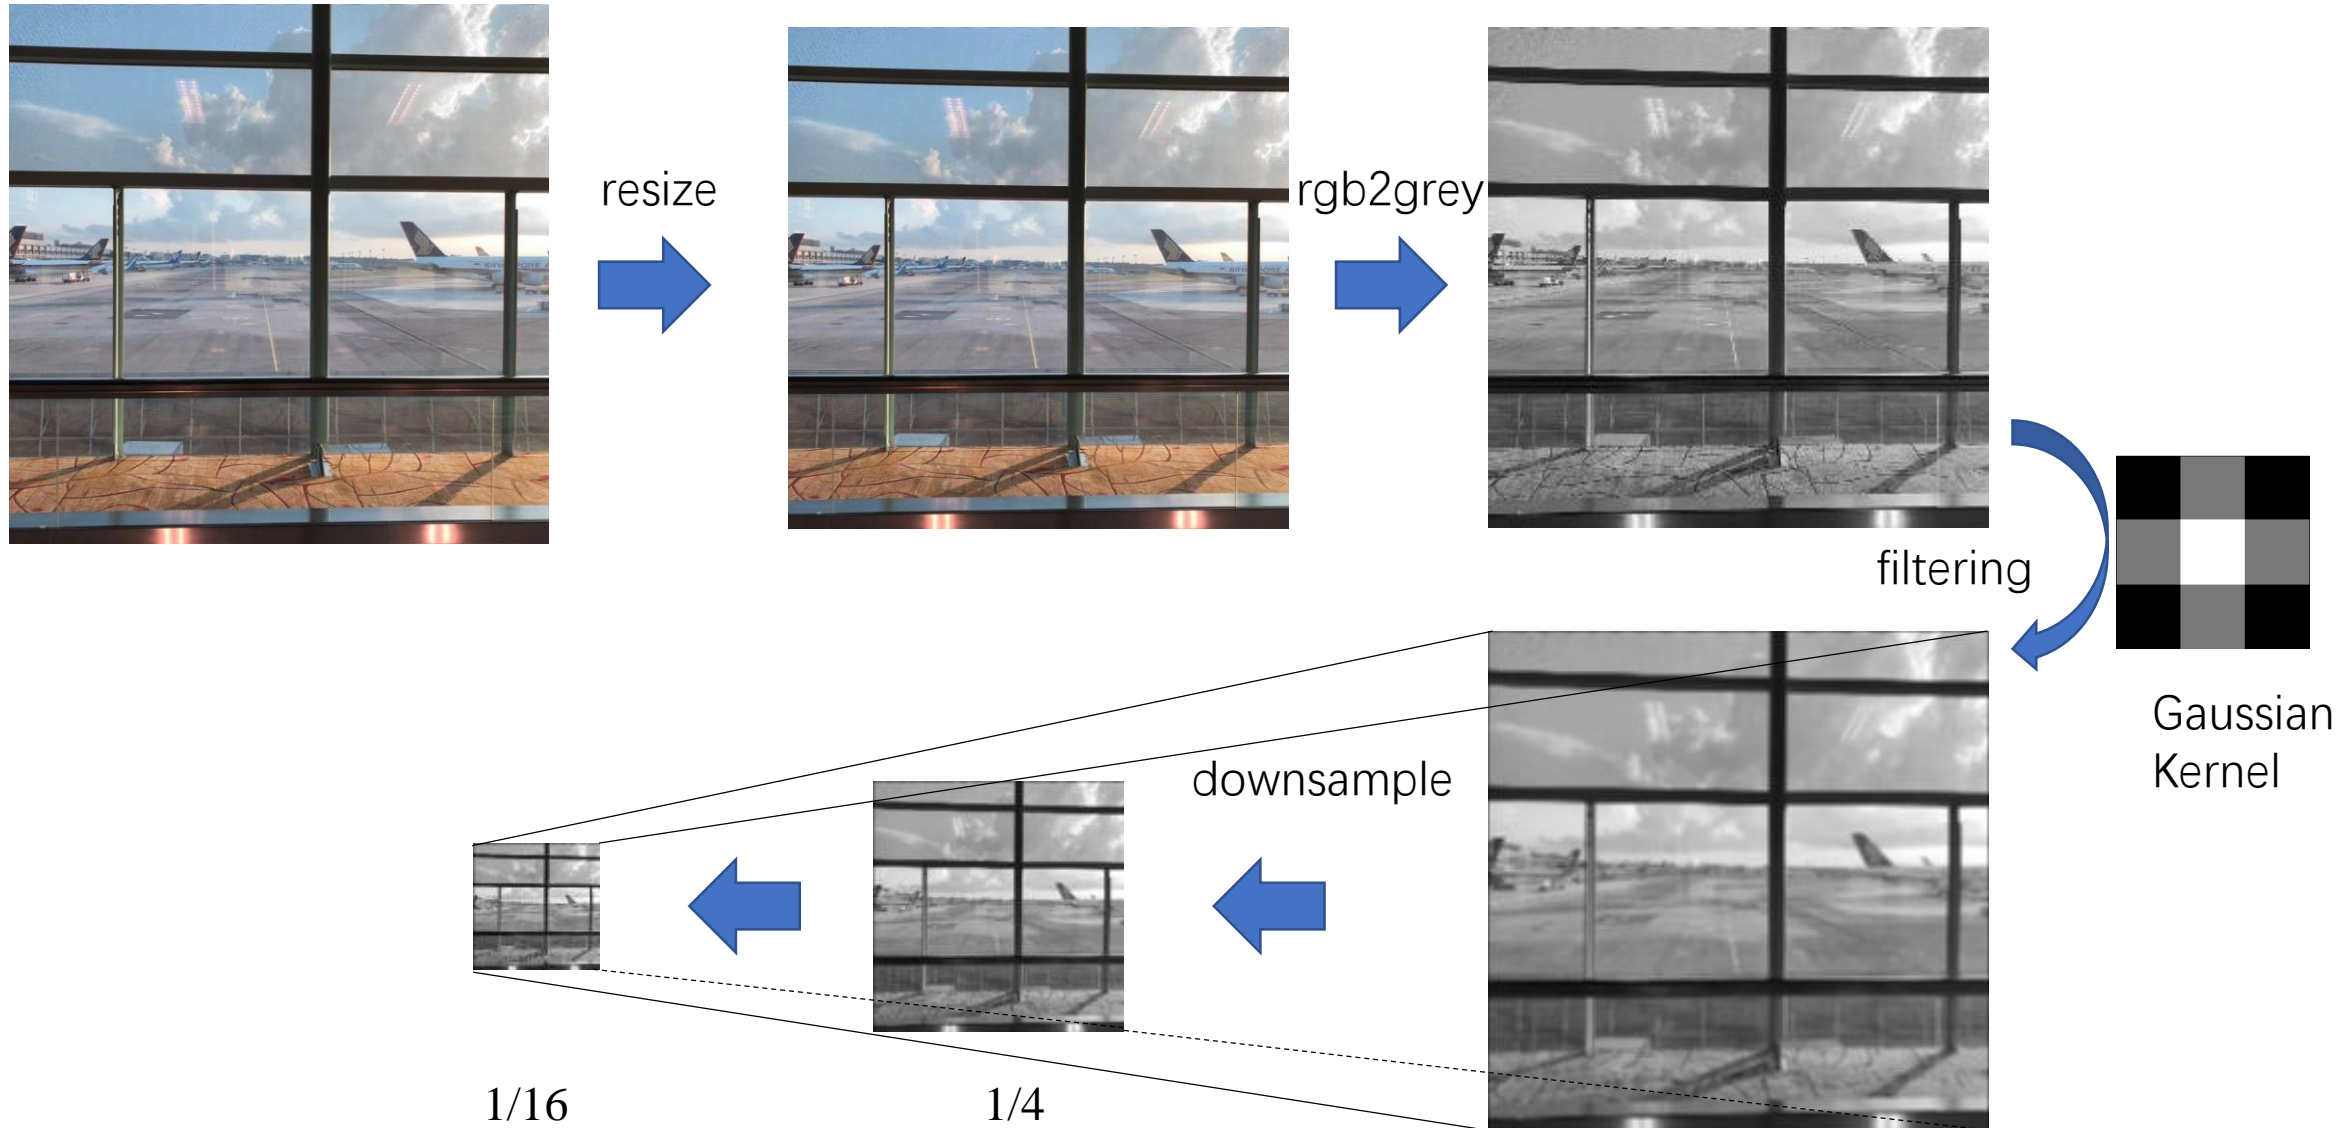 resize
rgb2grey
filtering
Gaussian
Kernel
downsample
1/16
1/4